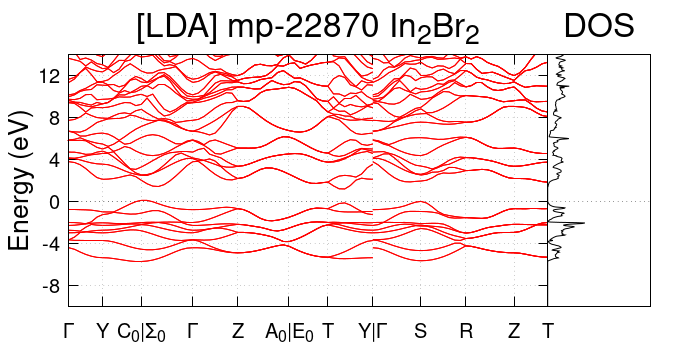 [LDA] mp-22870 In₂Br₂ DOS
Energy (eV)
12
8
4
0
-4
-8
Γ Y C₀|Σ₀ Γ Z A₀|E₀ T Y|Γ S R Z T